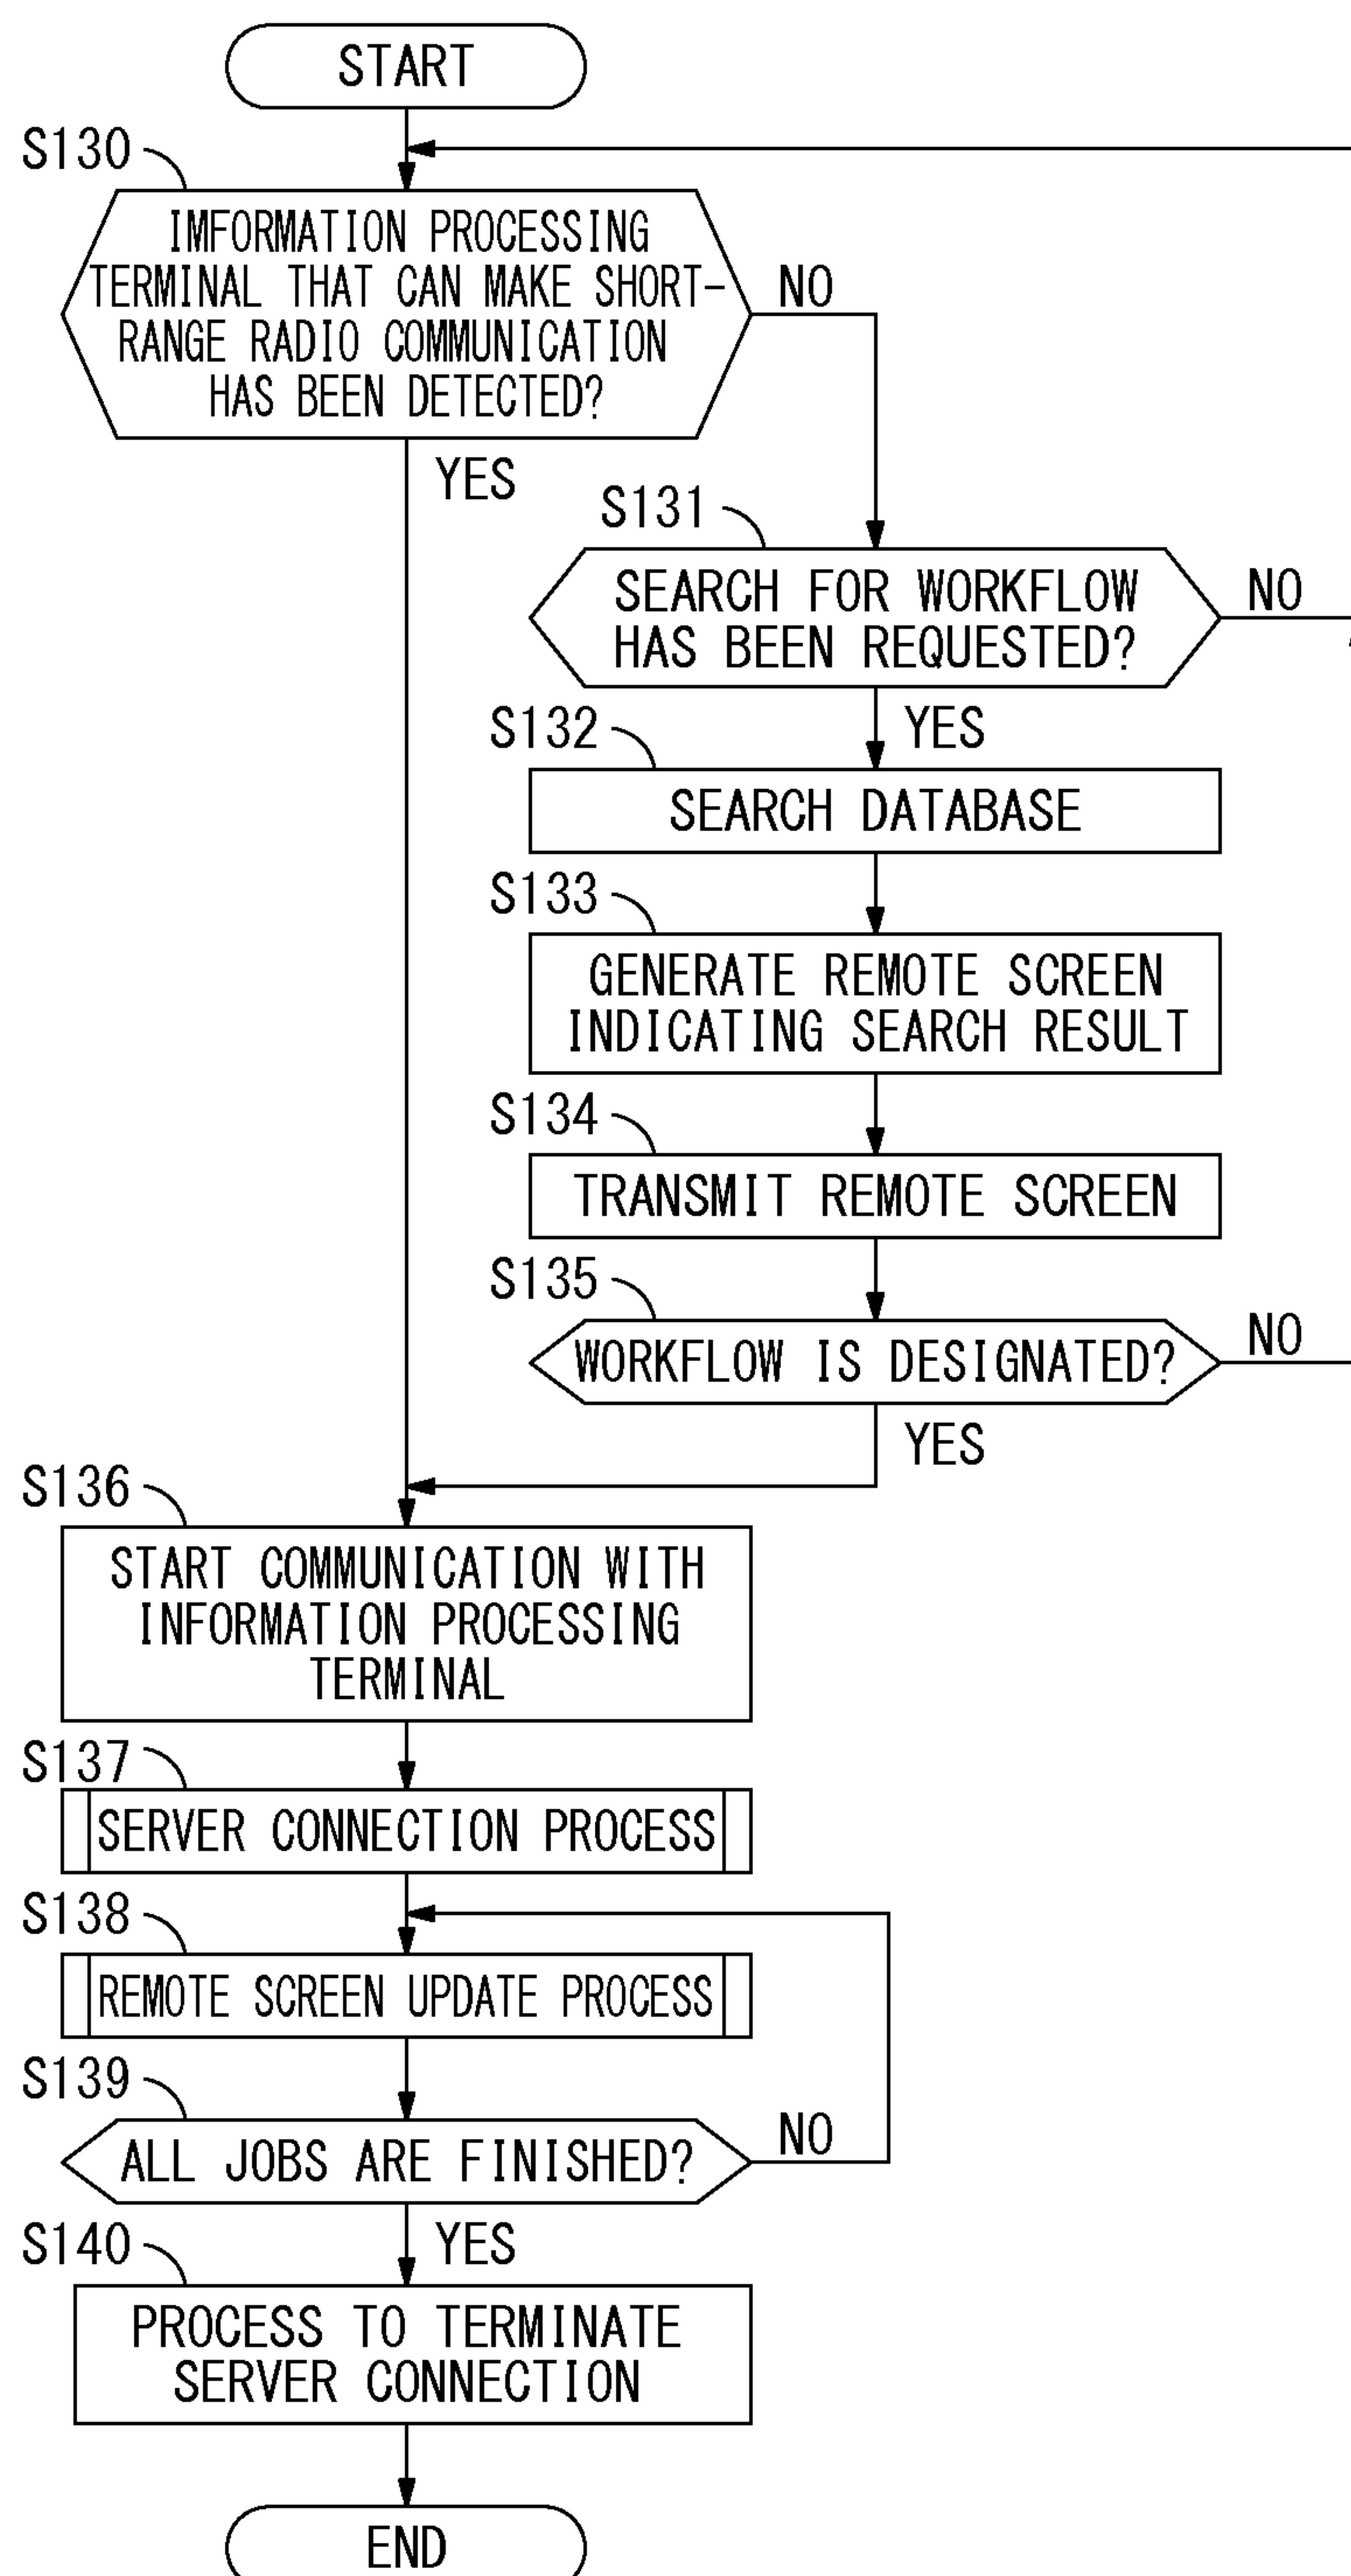 START
S130
IMFORMATION PROCESSING
TERMINAL THAT CAN MAKE SHORT-
RANGE RADIO COMMUNICATION
HAS BEEN DETECTED?
NO
YES
S131
SEARCH FOR WORKFLOW
HAS BEEN REQUESTED?
NO
YES
S132
SEARCH DATABASE
S133
GENERATE REMOTE SCREEN
INDICATING SEARCH RESULT
S134
TRANSMIT REMOTE SCREEN
S135
WORKFLOW IS DESIGNATED?
NO
YES
S136
START COMMUNICATION WITH
INFORMATION PROCESSING
TERMINAL
S137
SERVER CONNECTION PROCESS
S138
REMOTE SCREEN UPDATE PROCESS
S139
ALL JOBS ARE FINISHED?
NO
YES
S140
PROCESS TO TERMINATE
SERVER CONNECTION
END